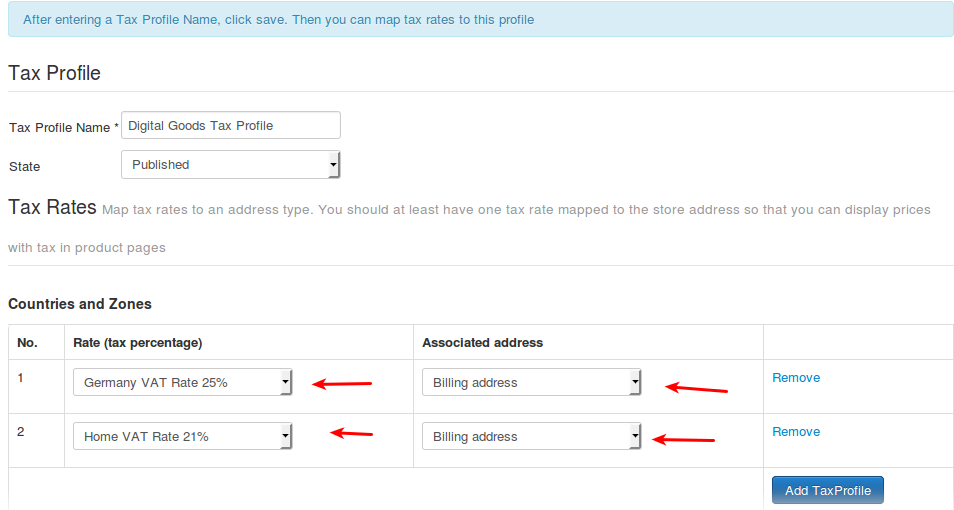 After entering a Tax Profile Name, click save. Then you can map tax rates to this profile
Tax Profile
Tax Profile Name * Digital Goods Tax Profile
State Published
Tax Rates Map tax rates to an address type. You should at least have one tax rate mapped to the store address so that you can display prices
with tax in product pages
Countries and Zones
No. Rate (tax percentage) Associated address
1 Germany VAT Rate 25% Billing address Remove
2 Home VAT Rate 21% Billing address Remove
Add TaxProfile